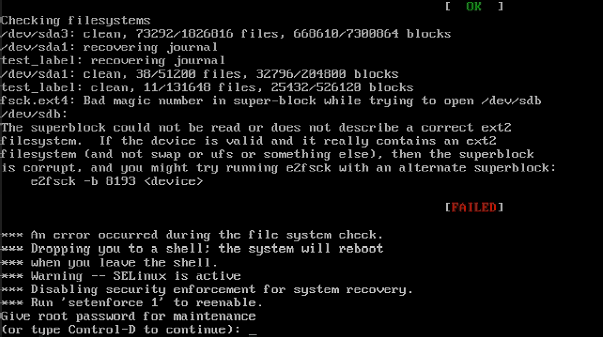 [  OK  ]
Checking filesystems
/dev/sda3: clean, 73292/1826816 files, 668610/7300864 blocks
/dev/sda1: recovering journal
test_label: recovering journal
/dev/sda1: clean, 38/51200 files, 32796/204800 blocks
test_label: clean, 11/131648 files, 25432/526120 blocks
fsck.ext4: Bad magic number in super-block while trying to open /dev/sdb
/dev/sdb:
The superblock could not be read or does not describe a correct ext2
filesystem.  If the device is valid and it really contains an ext2
filesystem (and not swap or ufs or something else), then the superblock
is corrupt, and you might try running e2fsck with an alternate superblock:
    e2fsck -b 8193 <device>
[FAILED]
*** An error occurred during the file system check.
*** Dropping you to a shell; the system will reboot
*** when you leave the shell.
*** Warning -- SELinux is active
*** Disabling security enforcement for system recovery.
*** Run 'setenforce 1' to reenable.
Give root password for maintenance
(or type Control-D to continue): _